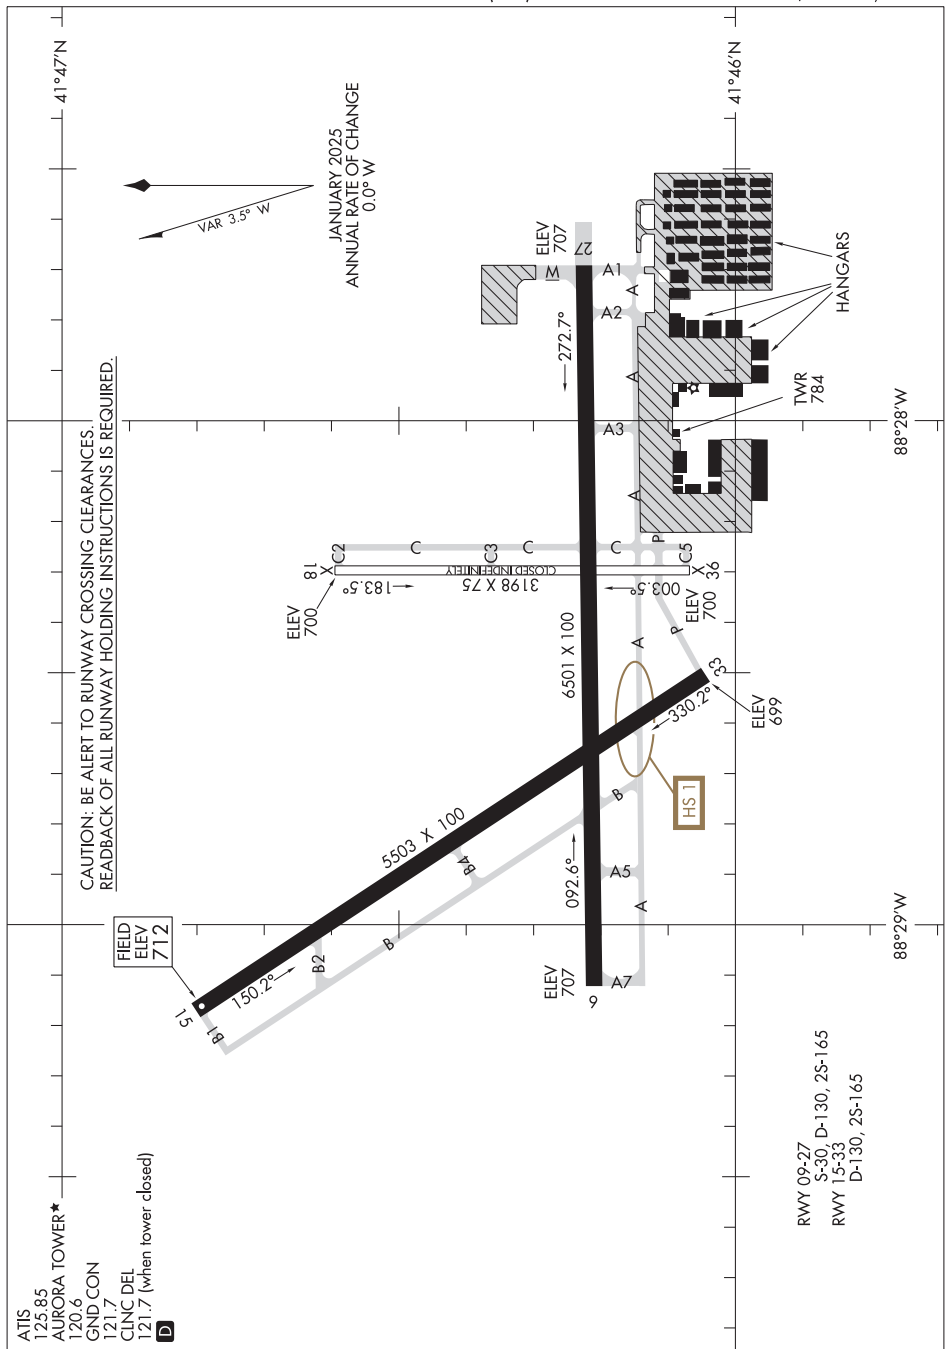 ATIS
125.85
AURORA TOWER★
120.6
GND CON
121.7
CLNC DEL
121.7 (when tower closed)
D
CAUTION: BE ALERT TO RUNWAY CROSSING CLEARANCES.
READBACK OF ALL RUNWAY HOLDING INSTRUCTIONS IS REQUIRED.
41°47'N
VAR 3.5° W
JANUARY 2025
ANNUAL RATE OF CHANGE
0.0° W
FIELD
ELEV
712
15
150.2°
B1
B2
B
B4
5503 X 100
B
ELEV
700
18
X
183.5°
C2
C
C3
C
C
C5
CLOSED INDEFINITELY
3198 X 75
003.5°
X
36
ELEV
700
ELEV
707
9
092.6°
6501 X 100
272.7°
27
ELEV
707
W
A7
A5
A3
A2
A1
A
A
A
A
A
P
P
330.2°
33
ELEV
699
HS 1
TWR
784
HANGARS
41°46'N
88°29'W
88°28'W
RWY 09-27
S-30, D-130, 2S-165
RWY 15-33
D-130, 2S-165